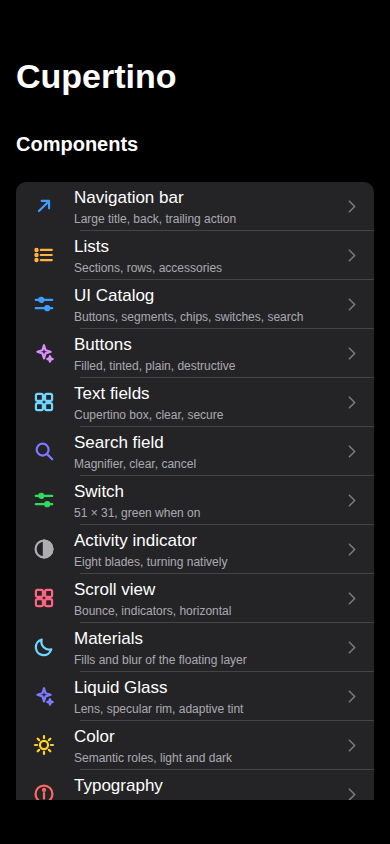 Cupertino
Components
Navigation bar
Large title, back, trailing action
Lists
Sections, rows, accessories
UI Catalog
Buttons, segments, chips, switches, search
Buttons
Filled, tinted, plain, destructive
Text fields
Cupertino box, clear, secure
Search field
Magnifier, clear, cancel
Switch
51 × 31, green when on
Activity indicator
Eight blades, turning natively
Scroll view
Bounce, indicators, horizontal
Materials
Fills and blur of the floating layer
Liquid Glass
Lens, specular rim, adaptive tint
Color
Semantic roles, light and dark
Typography